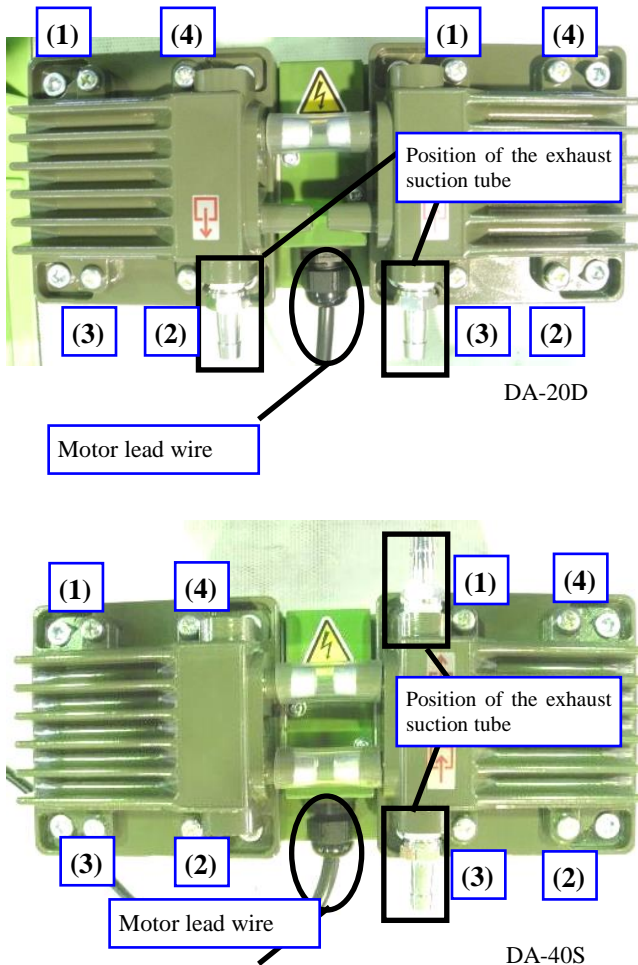 (1)
(4)
(1)
(4)
Position of the exhaust
suction tube
(3)
(2)
(3)
(2)
DA-20D
Motor lead wire
(1)
(4)
(1)
(4)
Position of the exhaust
suction tube
(3)
(2)
(3)
(2)
Motor lead wire
DA-40S